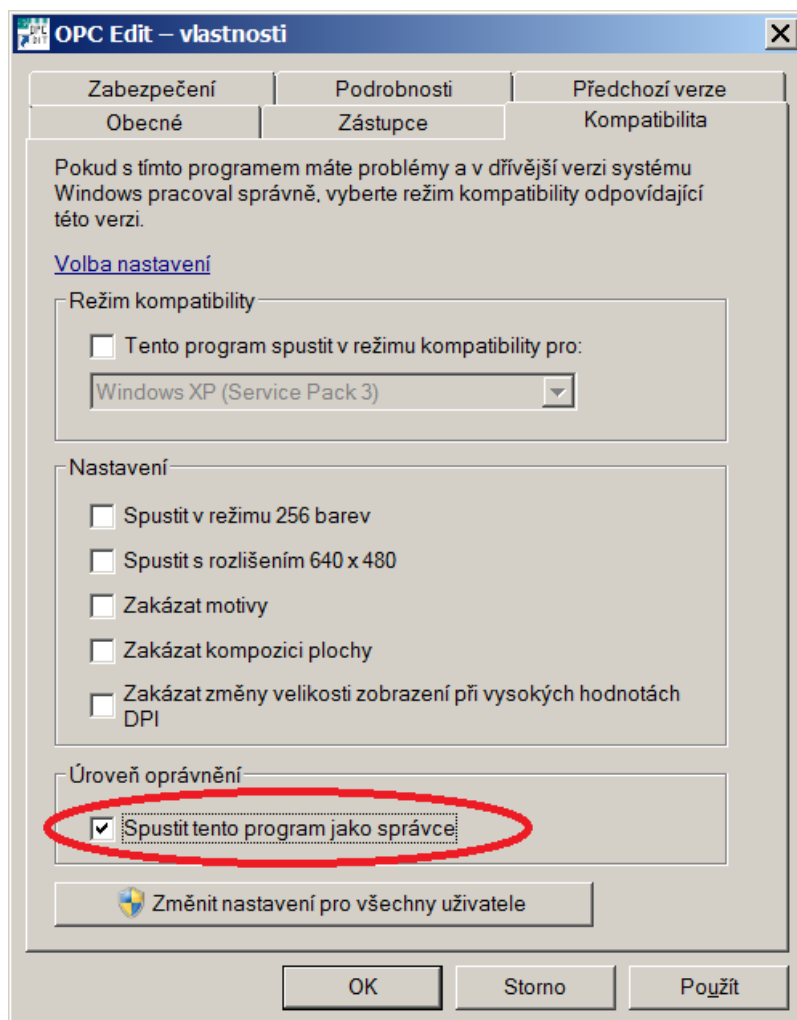 OPC Edit – vlastnosti
Zabezpečení
Podrobnosti
Předchozí verze
Obecné
Zástupce
Kompatibilita
Pokud s tímto programem máte problémy a v dřívější verzi systému
Windows pracoval správně, vyberte režim kompatibility odpovídající
této verzi.
Volba nastavení
Režim kompatibility
Tento program spustit v režimu kompatibility pro:
Windows XP (Service Pack 3)
Nastavení
Spustit v režimu 256 barev
Spustit s rozlišením 640 x 480
Zakázat motivy
Zakázat kompozici plochy
Zakázat změny velikosti zobrazení při vysokých hodnotách
DPI
Úroveň oprávnění
Spustit tento program jako správce
Změnit nastavení pro všechny uživatele
OK
Storno
Použít